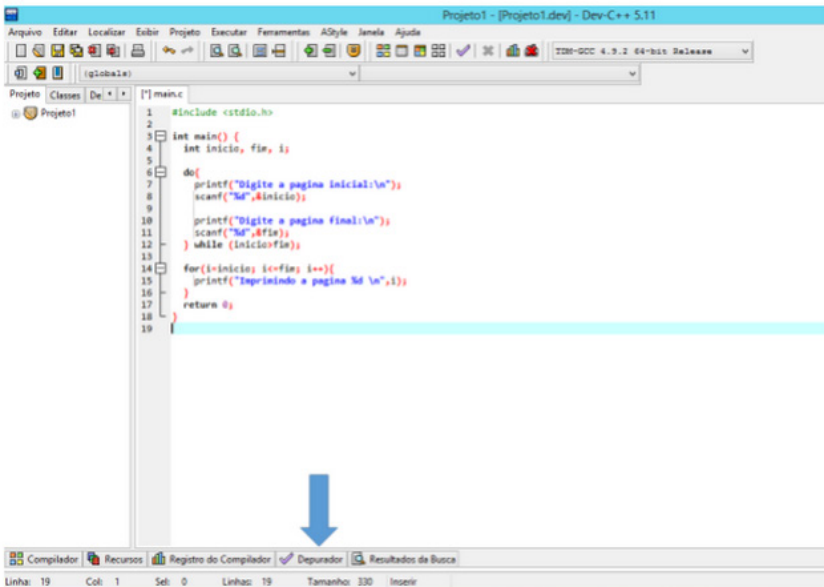 Projeto1 - [Projeto1.dev] - Dev-C++ 5.11
Arquivo Editar Localizar Exibir Projeto Executar Ferramentas AStyle Janela Ajuda
TDM-GCC 4.9.2 64-bit Release
(globals)
Projeto Classes De [*] main.c
Projeto1
1 #include <stdio.h>
2
3 int main() {
4 int inicio, fim, i;
5
6 do{
7 printf("Digite a pagina inicial:\n");
8 scanf("%d",&inicio);
9
10 printf("Digite a pagina final:\n");
11 scanf("%d",&fim);
12 } while (inicio>fim);
13
14 for(i=inicio; i<=fim; i++){
15 printf("Imprimindo a pagina %d \n",i);
16 }
17 return 0;
18 }
19
Compilador Recursos Registro do Compilador Depurador Resultados da Busca
Linha: 19 Col: 1 Sel: 0 Linhas: 19 Tamanho: 330 Inserir